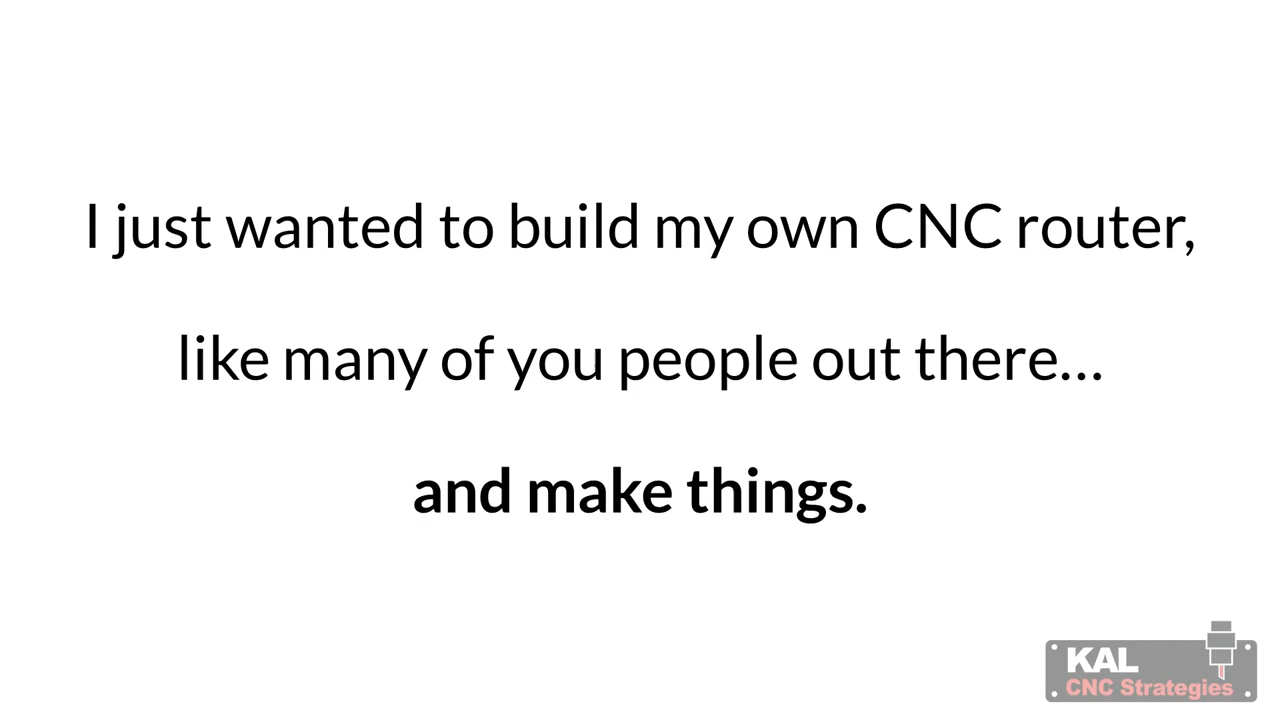 I just wanted to build my own CNC router,
like many of you people out there...
and make things.
KAL
CNC Strategies